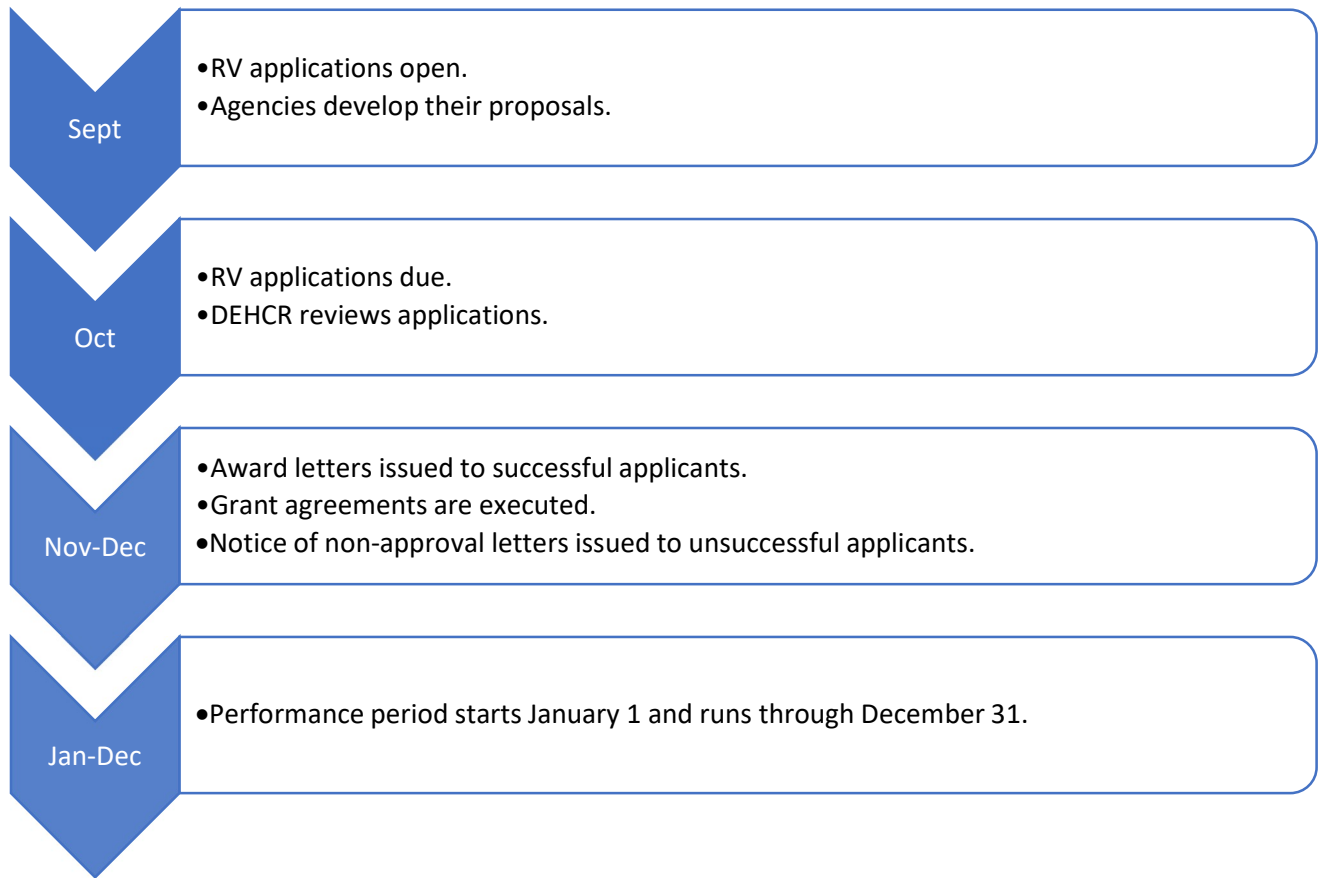 Sept
•RV applications open.
•Agencies develop their proposals.
Oct
•RV applications due.
•DEHCR reviews applications.
Nov-Dec
•Award letters issued to successful applicants.
•Grant agreements are executed.
•Notice of non-approval letters issued to unsuccessful applicants.
Jan-Dec
•Performance period starts January 1 and runs through December 31.